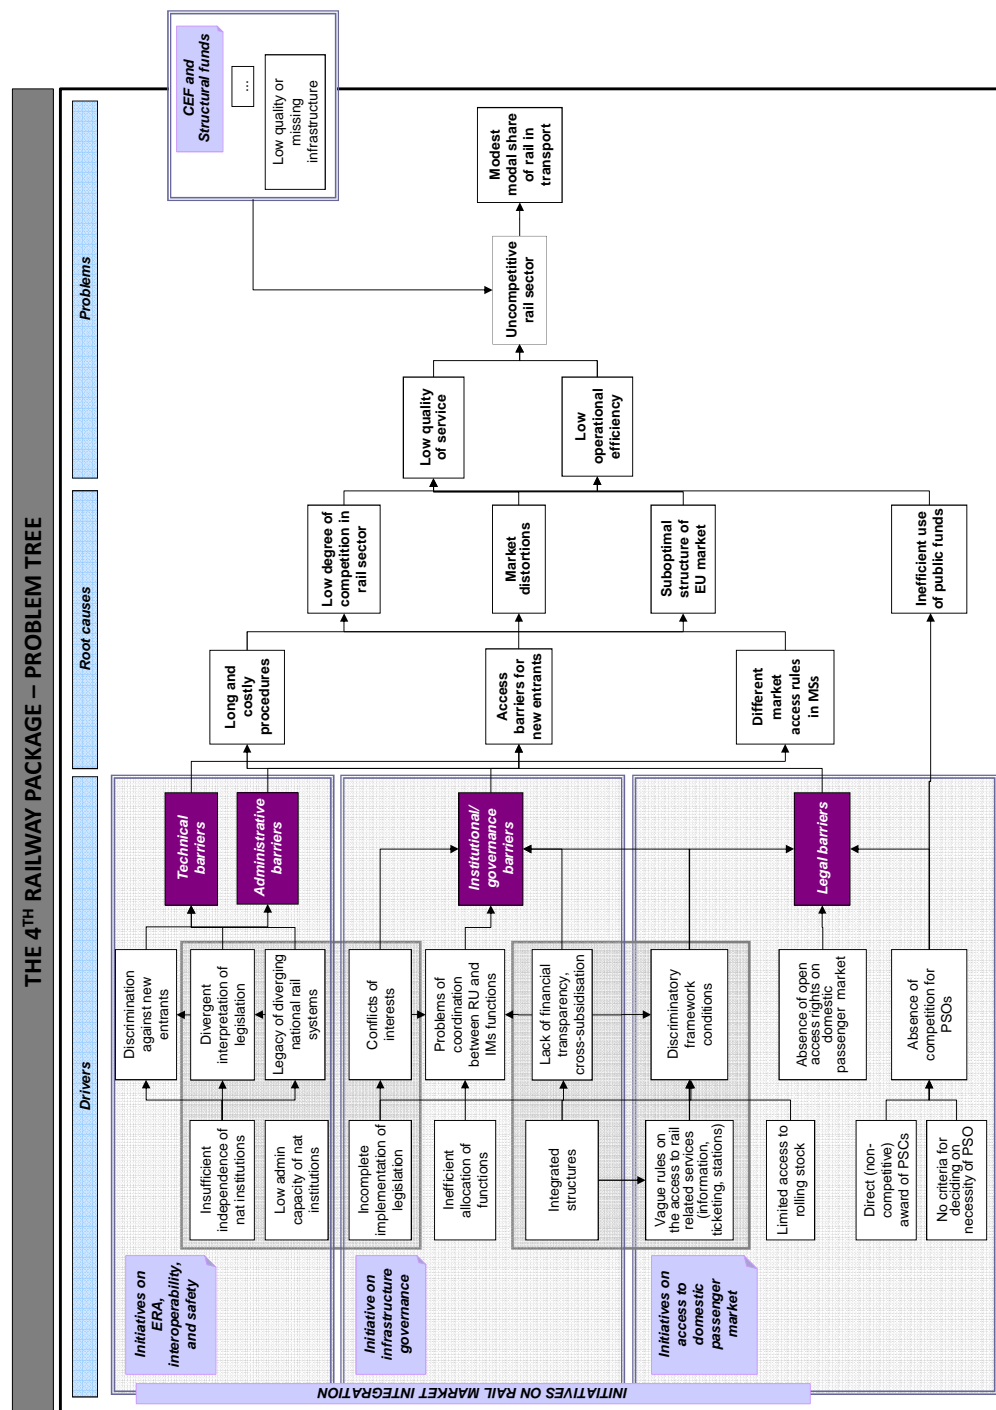 THE 4TH RAILWAY PACKAGE – PROBLEM TREE
Drivers
Root causes
Problems
INITIATIVES ON RAIL MARKET INTEGRATION
Initiatives on
ERA,
interoperability,
and safety
Insufficient
independence of
nat institutions
Low admin
capacity of nat
institutions
Discrimination
against new
entrants
Divergent
interpretation of
legislation
Legacy of diverging
national rail
systems
Technical
barriers
Administrative
barriers
Initiative on
infrastructure
governance
Incomplete
implementation of
legislation
Inefficient
allocation of
functions
Integrated
structures
Conflicts of
interests
Problems of
coordination
between RU and
IMs functions
Lack of financial
transparency,
cross-subsidisation
Institutional/
governance
barriers
Initiatives on
access to
domestic
passenger
market
Vague rules on
the access to rail
related services
(information,
ticketing, stations)
Limited access to
rolling stock
Direct (non-
competitive)
award of PSCs
No criteria for
deciding on
necessity of PSO
Discriminatory
framework
conditions
Absence of open
access rights on
domestic
passenger market
Absence of
competition for
PSOs
Legal barriers
Long and
costly
procedures
Access
barriers for
new entrants
Different
market
access rules
in MSs
Low degree of
competition in
rail sector
Market
distortions
Suboptimal
structure of
EU market
Inefficient use
of public funds
Low quality
of service
Low
operational
efficiency
Uncompetitive
rail sector
Modest
modal share
of rail in
transport
CEF and
Structural funds
...
Low quality or
missing
infrastructure